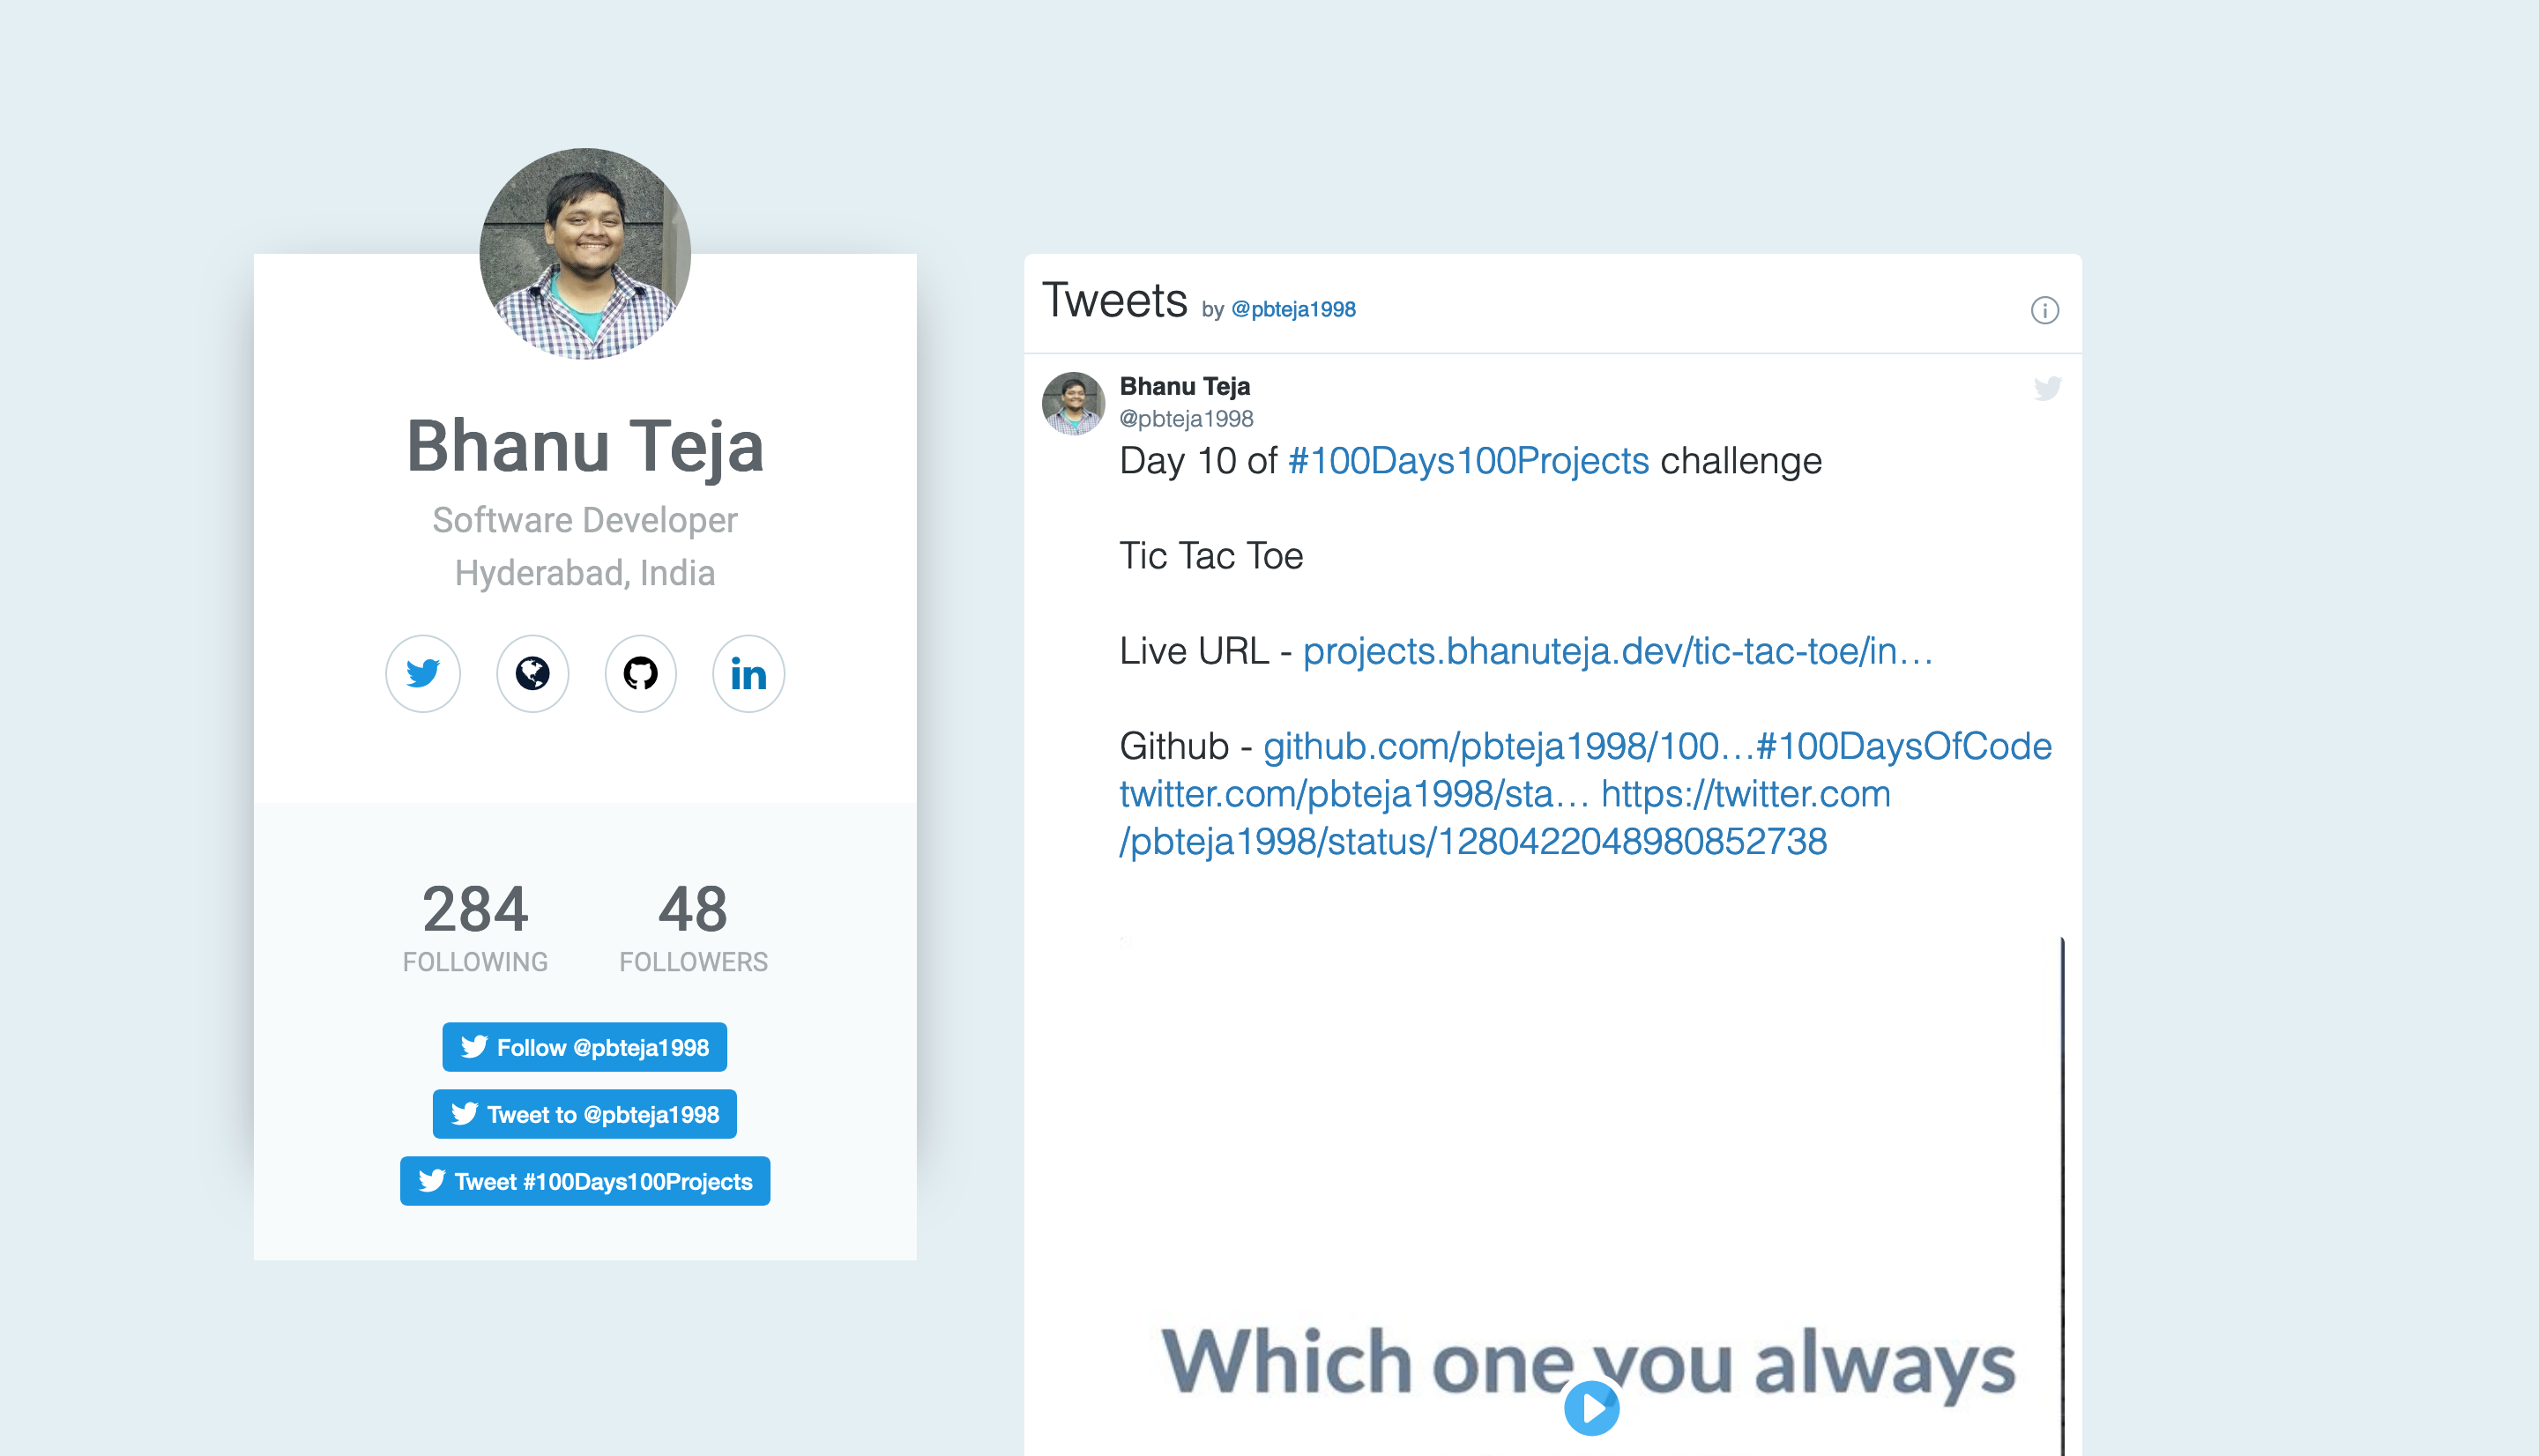 Bhanu Teja
Software Developer
Hyderabad, India
in
284
48
FOLLOWING
FOLLOWERS
Follow @pbteja1998
Tweet to @pbteja1998
Tweet #100Days100Projects
Tweets by @pbteja1998
Bhanu Teja
@pbteja1998
Day 10 of #100Days100Projects challenge
Tic Tac Toe
Live URL - projects.bhanuteja.dev/tic-tac-toe/in…
Github - github.com/pbteja1998/100…#100DaysOfCode
twitter.com/pbteja1998/sta… https://twitter.com
/pbteja1998/status/1280422048980852738
Which one you always